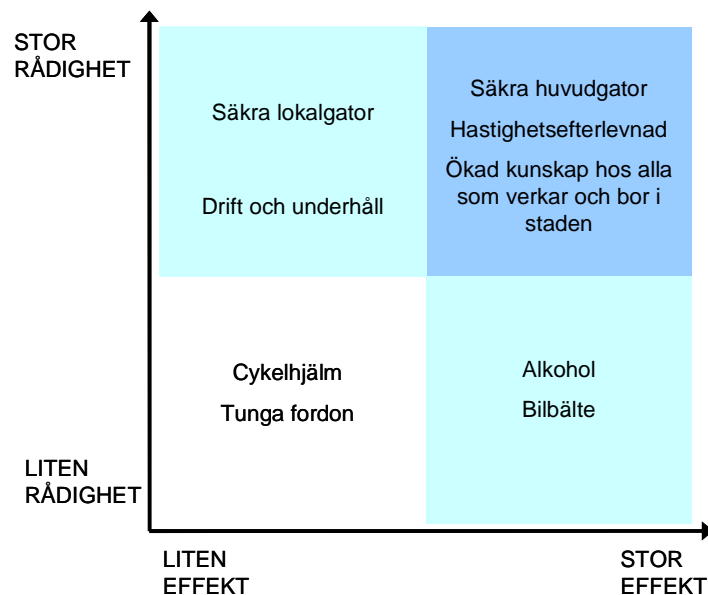 STOR
RÅDIGHET
Säkra lokalgator
Drift och underhåll
Säkra huvudgator
Hastighetsefterlevnad
Ökad kunskap hos alla
som verkar och bor i
staden
Cykelhjälm
Tunga fordon
Alkohol
Bilbälte
LITEN
RÅDIGHET
LITEN
EFFEKT
STOR
EFFEKT